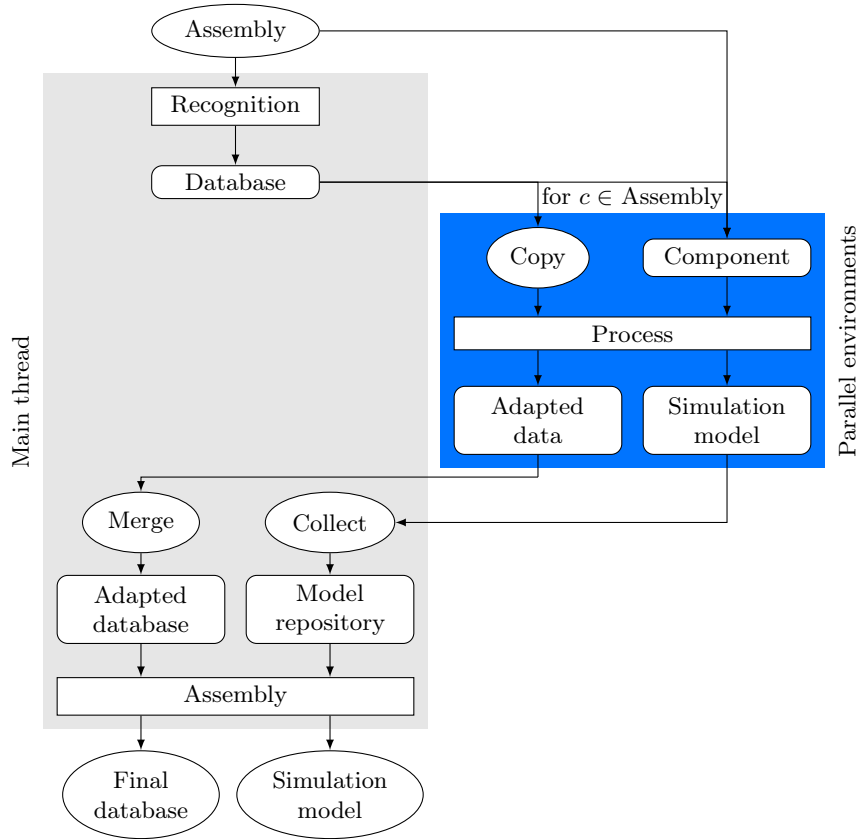 Assembly
Recognition
Database
for c ∈ Assembly
Copy
Component
Process
Adapted
data
Simulation
model
Main thread
Parallel environments
Merge
Collect
Adapted
database
Model
repository
Assembly
Final
database
Simulation
model